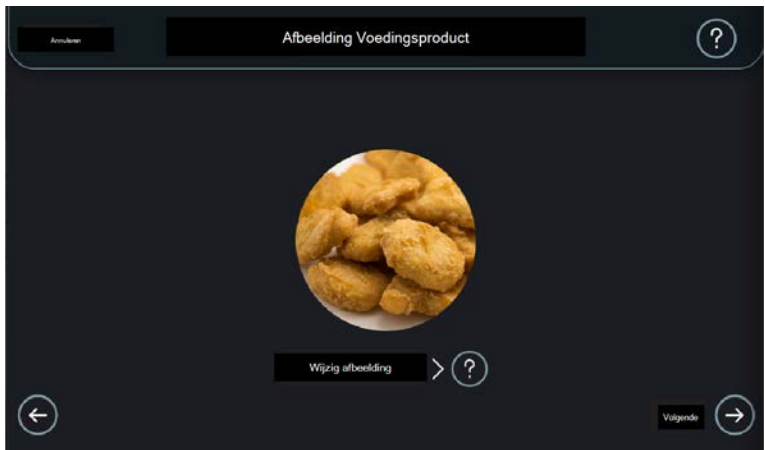 Annuleren
Afbeelding Voedingsproduct
?
Wijzig afbeelding
?
Volgende